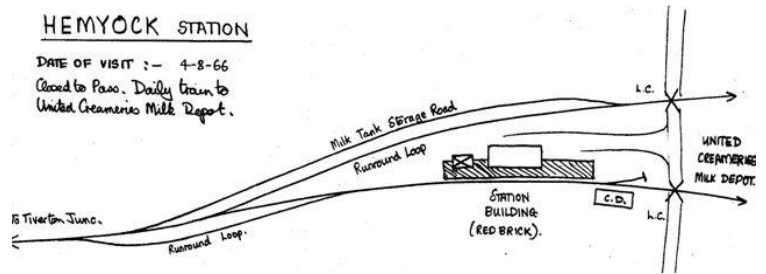 HEMYOCK STATION
DATE OF VISIT :- 4-8-66
Closed to Pass. Daily train to
United Creameries Milk Depot.
L.C.
Milk Tank Storage Road
Runround Loop
UNITED
CREAMERIES
MILK DEPOT.
To Tiverton Junc.
STATION
BUILDING
(RED BRICK).
C.D.
L.C.
Runround Loop.